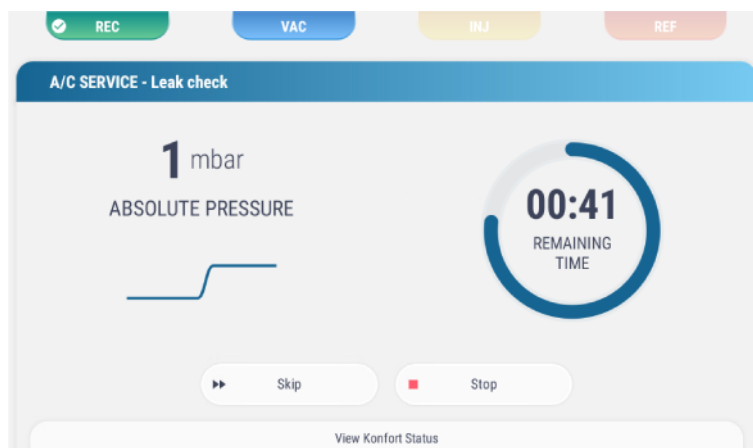 REC
VAC
INJ
REF
A/C SERVICE - Leak check
1 mbar
ABSOLUTE PRESSURE
00:41
REMAINING
TIME
Skip
Stop
View Konfort Status